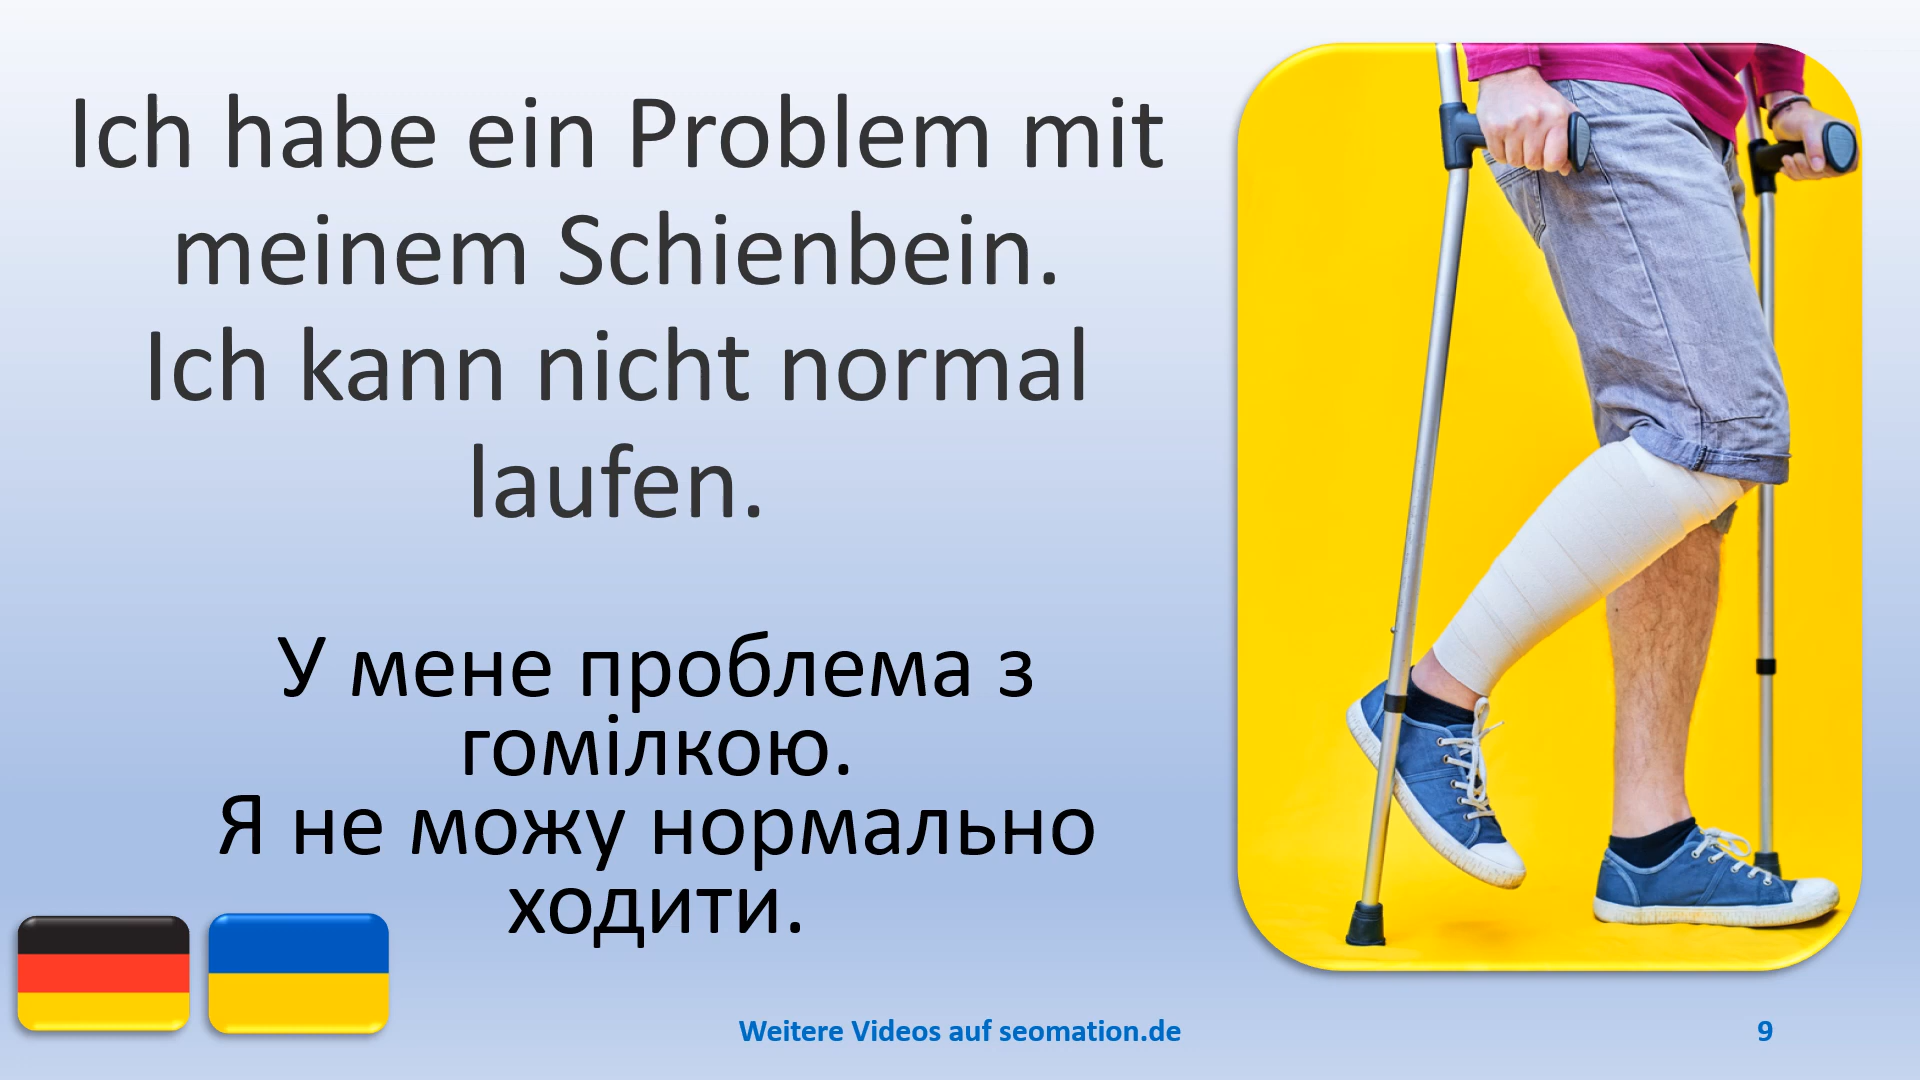 Ich habe ein Problem mit
meinem Schienbein.
Ich kann nicht normal
laufen.
У мене проблема з
гомілкою.
Я не можу нормально
ходити.
Weitere Videos auf seomation.de
9